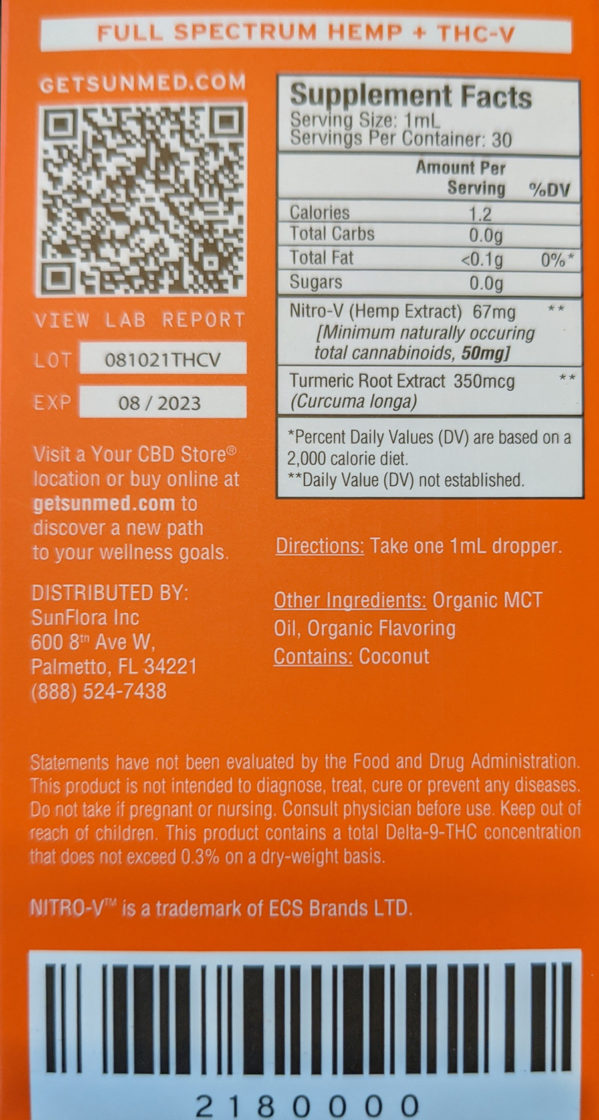 FULL SPECTRUM HEMP + THC-V
GETSUNMED.COM
VIEW LAB REPORT
LOT 081021THCV
EXP 08 / 2023
Visit a Your CBD Store®
location or buy online at
getsunmed.com to
discover a new path
to your wellness goals.
DISTRIBUTED BY:
SunFlora Inc
600 8th Ave W,
Palmetto, FL 34221
(888) 524-7438
Supplement Facts
Serving Size: 1mL
Servings Per Container: 30
Amount Per
Serving %DV
Calories 1.2
Total Carbs 0.0g
Total Fat <0.1g 0%*
Sugars 0.0g
Nitro-V (Hemp Extract) 67mg **
[Minimum naturally occuring
total cannabinoids, 50mg]
Turmeric Root Extract 350mcg **
(Curcuma longa)
*Percent Daily Values (DV) are based on a
2,000 calorie diet.
**Daily Value (DV) not established.
Directions: Take one 1mL dropper.
Other Ingredients: Organic MCT
Oil, Organic Flavoring
Contains: Coconut
Statements have not been evaluated by the Food and Drug Administration.
This product is not intended to diagnose, treat, cure or prevent any diseases.
Do not take if pregnant or nursing. Consult physician before use. Keep out of
reach of children. This product contains a total Delta-9-THC concentration
that does not exceed 0.3% on a dry-weight basis.
NITRO-V™ is a trademark of ECS Brands LTD.
2180000